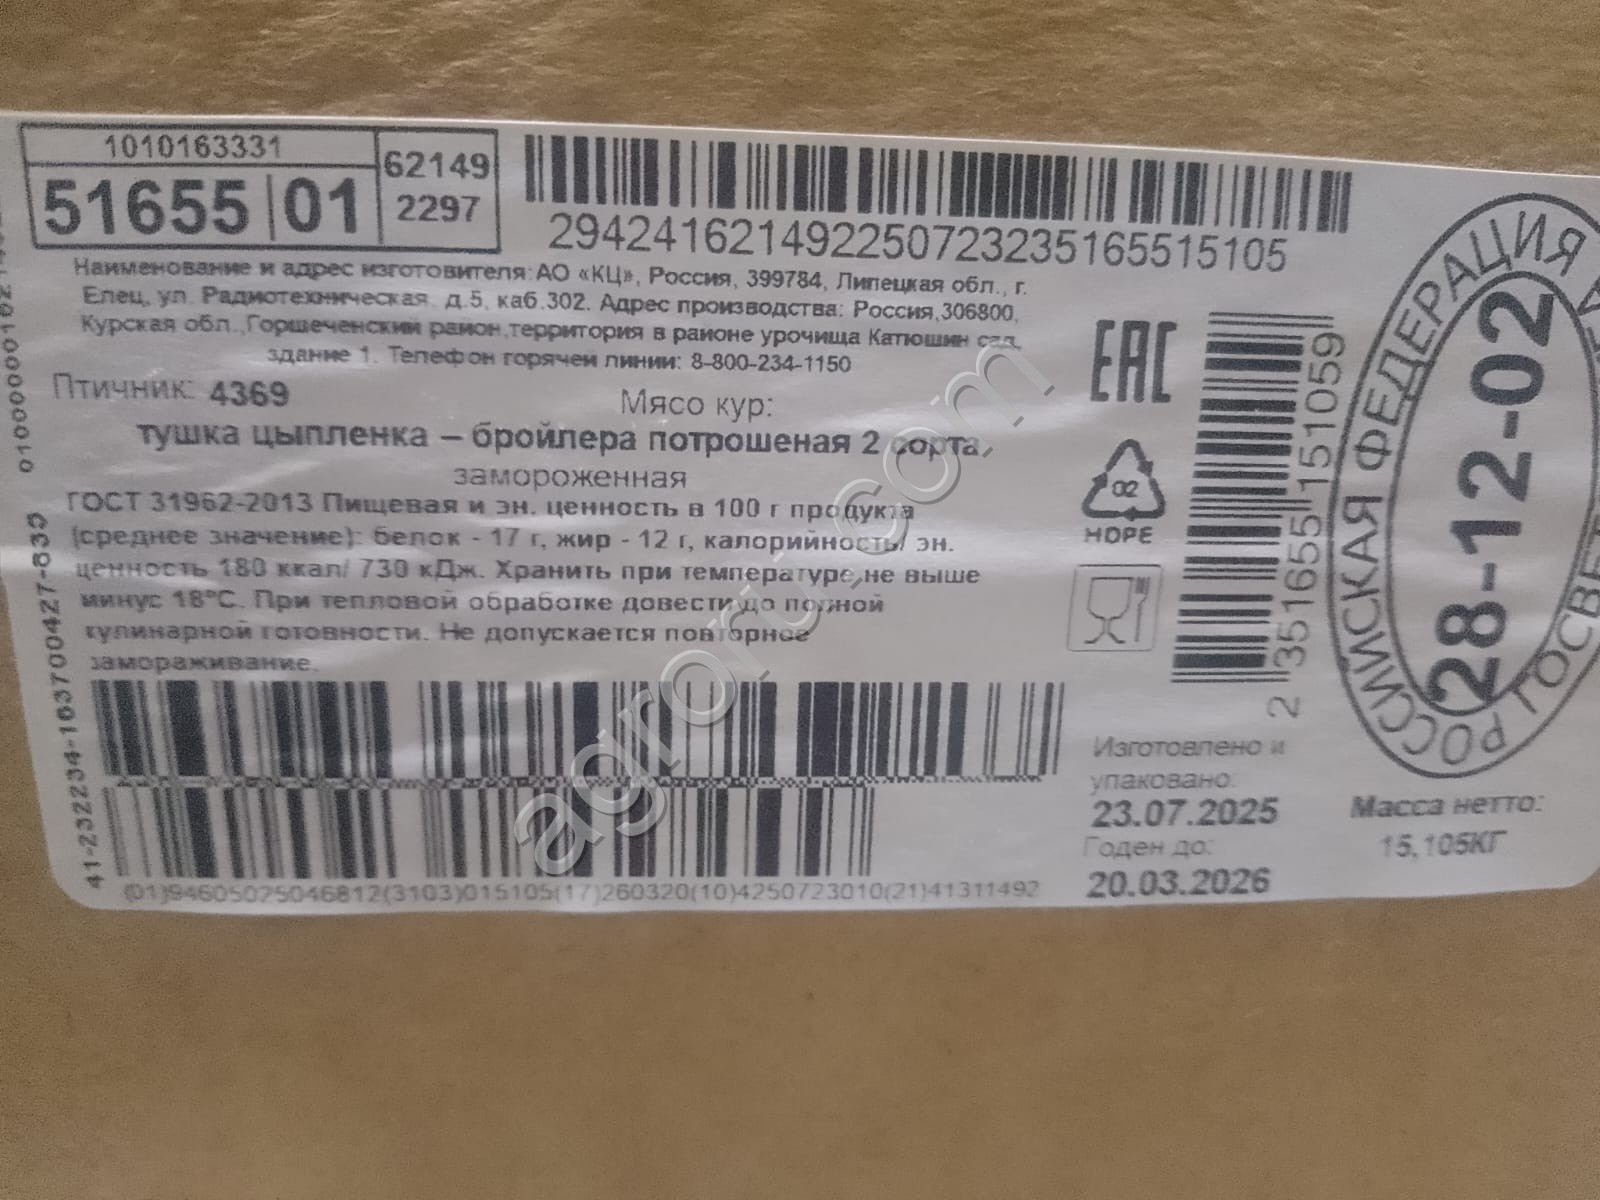 1010163331
51655 01
62149
2297
29424162149225072323516551 5105
Наименование и адрес изготовителя: АО «КЦ», Россия, 399784, Липецкая обл., г.
Елец, ул. Радиотехническая, д.5, каб.302. Адрес производства: Россия,306800,
Курская обл.,Горшеченский район,территория в районе урочища Катюшин сад,
здание 1. Телефон горячей линии: 8-800-234-1150
Птичник: 4369
Мясо кур:
тушка цыпленка – бройлера потрошеная 2 сорта,
замороженная
ГОСТ 31962-2013 Пищевая и эн. ценность в 100 г продукта
(среднее значение): белок - 17 г, жир - 12 г, калорийность/ эн.
ценность 180 ккал/ 730 кДж. Хранить при температуре,не выше
минус 18°С. При тепловой обработке довести до полной
кулинарной готовности. Не допускается повторное
замораживание.
(01)94605025046812(3103)015105(17)260320(10)4250723010(21)41311492
41-232234-1637004 27-833
EAC
02
HDPE
2 351655 151059
Изготовлено и
упаковано:
23.07.2025
Годен до:
20.03.2026
Масса нетто:
15,105КГ
РОССИЙСКАЯ ФЕДЕРАЦИЯ
28-12-02
agroru.com